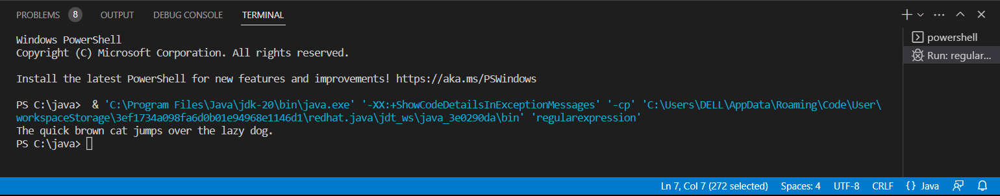 PROBLEMS 8 OUTPUT DEBUG CONSOLE TERMINAL
Windows PowerShell
Copyright (C) Microsoft Corporation. All rights reserved.
Install the latest PowerShell for new features and improvements! https://aka.ms/PSWindows
PS C:\java>  & 'C:\Program Files\Java\jdk-20\bin\java.exe' '-XX:+ShowCodeDetailsInExceptionMessages' '-cp' 'C:\Users\DELL\AppData\Roaming\Code\User\
workspaceStorage\3ef1734a098fa6d0b01e94968e1146d1\redhat.java\jdt_ws\java_3e0290da\bin' 'regularexpression'
The quick brown cat jumps over the lazy dog.
PS C:\java>
powershell
Run: regular...
Ln 7, Col 7 (272 selected) Spaces: 4 UTF-8 CRLF {} Java